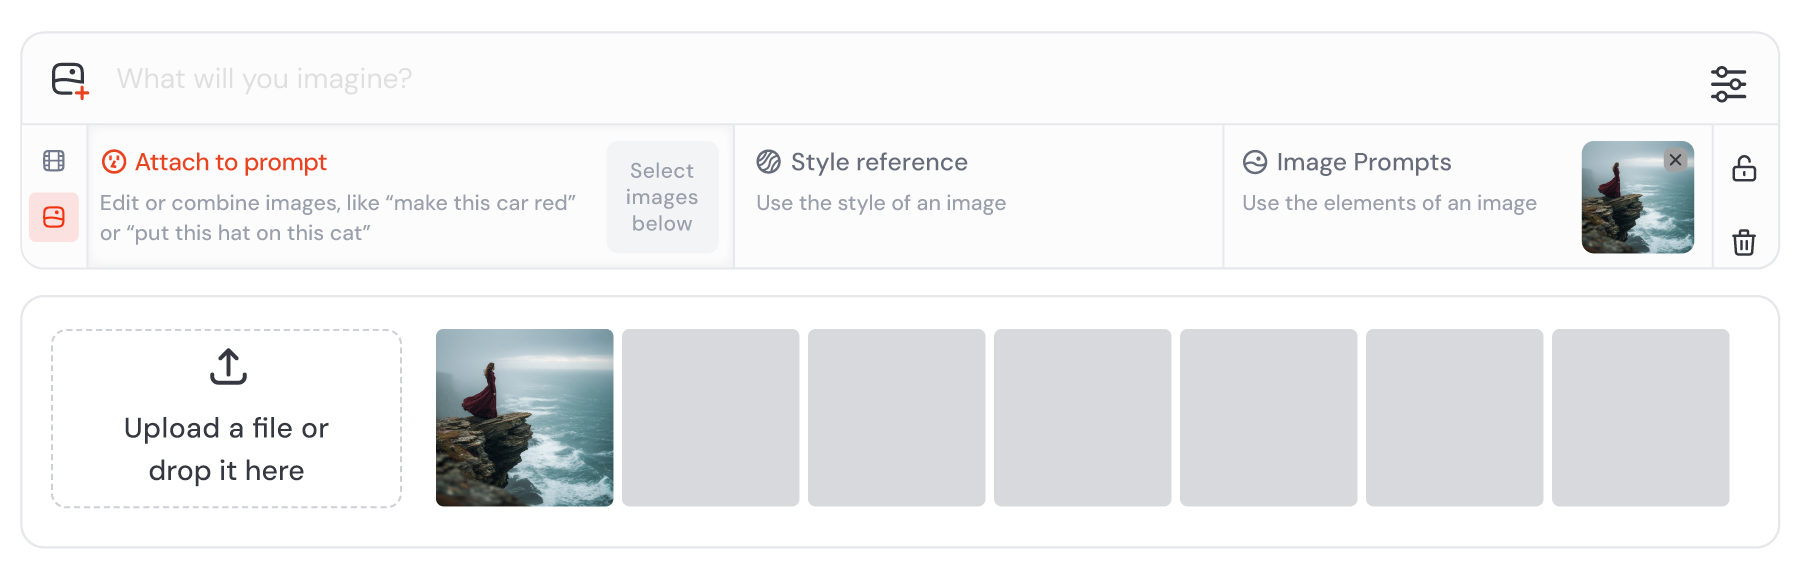 What will you imagine?
Attach to prompt
Edit or combine images, like “make this car red”
or “put this hat on this cat”
Select
images
below
Style reference
Use the style of an image
Image Prompts
Use the elements of an image
Upload a file or
drop it here